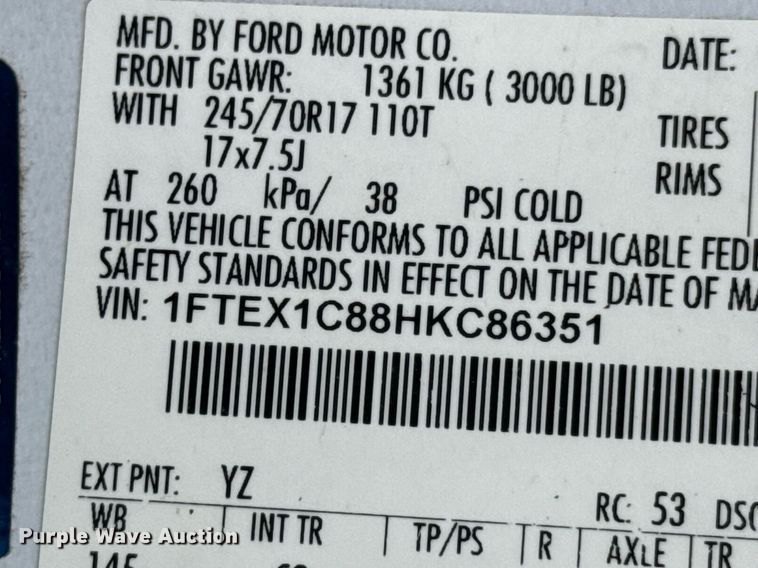 MFD. BY FORD MOTOR CO.
DATE:
FRONT GAWR: 1361 KG ( 3000 LB)
WITH 245/70R17 110T
TIRES
17x7.5J
RIMS
AT 260 kPa/ 38 PSI COLD
THIS VEHICLE CONFORMS TO ALL APPLICABLE FEDE
SAFETY STANDARDS IN EFFECT ON THE DATE OF MA
VIN: 1FTEX1C88HKC86351
EXT PNT: YZ
RC: 53 DSO
WB INT TR TP/PS R AXLE TR
145
Purple Wave Auction